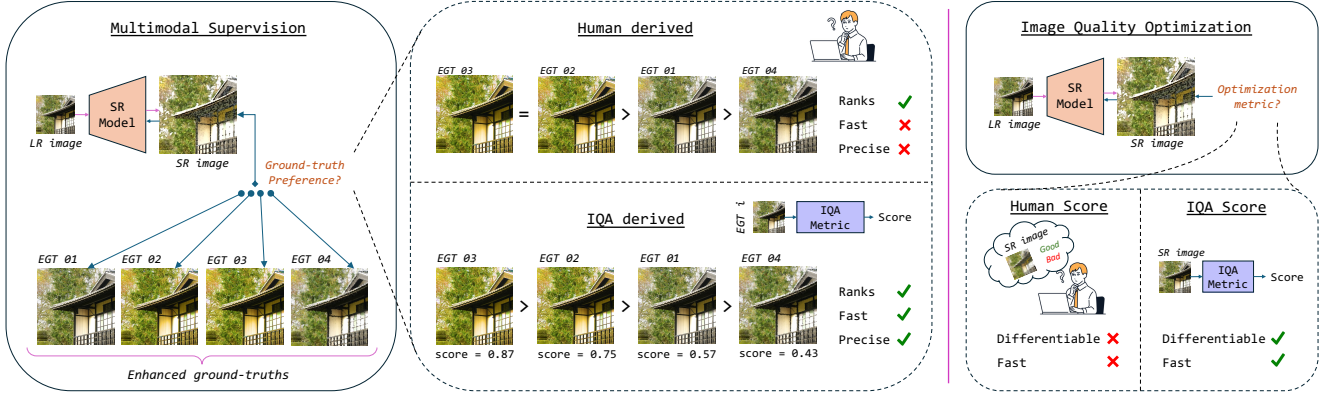 Multimodal Supervision
SR
Model
LR image
SR image
Ground-truth
Preference?
EGT 01
EGT 02
EGT 03
EGT 04
Enhanced ground-truths
Human derived
?
EGT 03
EGT 02
EGT 01
EGT 04
=
>
>
Ranks
Fast
Precise
IQA derived
EGT i
IQA
Metric
Score
EGT 03
EGT 02
EGT 01
EGT 04
>
>
>
score = 0.87
score = 0.75
score = 0.57
score = 0.43
Ranks
Fast
Precise
Image Quality Optimization
SR
Model
LR image
SR image
Optimization
metric?
Human Score
SR image
Good
Bad
?
Differentiable
Fast
IQA Score
SR image
IQA
Metric
Score
Differentiable
Fast